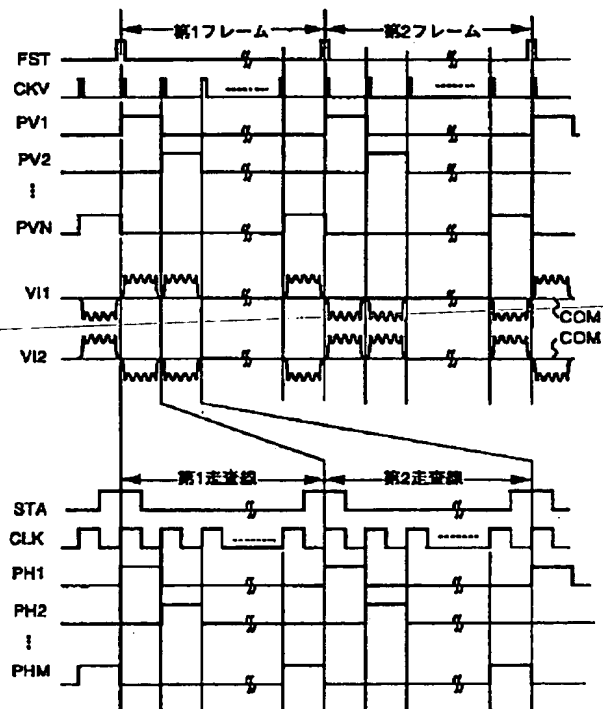 第1フレーム 第2フレーム
FST
CKV
PV1
PV2
PVN
VI1
COM
COM
VI2
第1走査線 第2走査線
STA
CLK
PH1
PH2
PHM